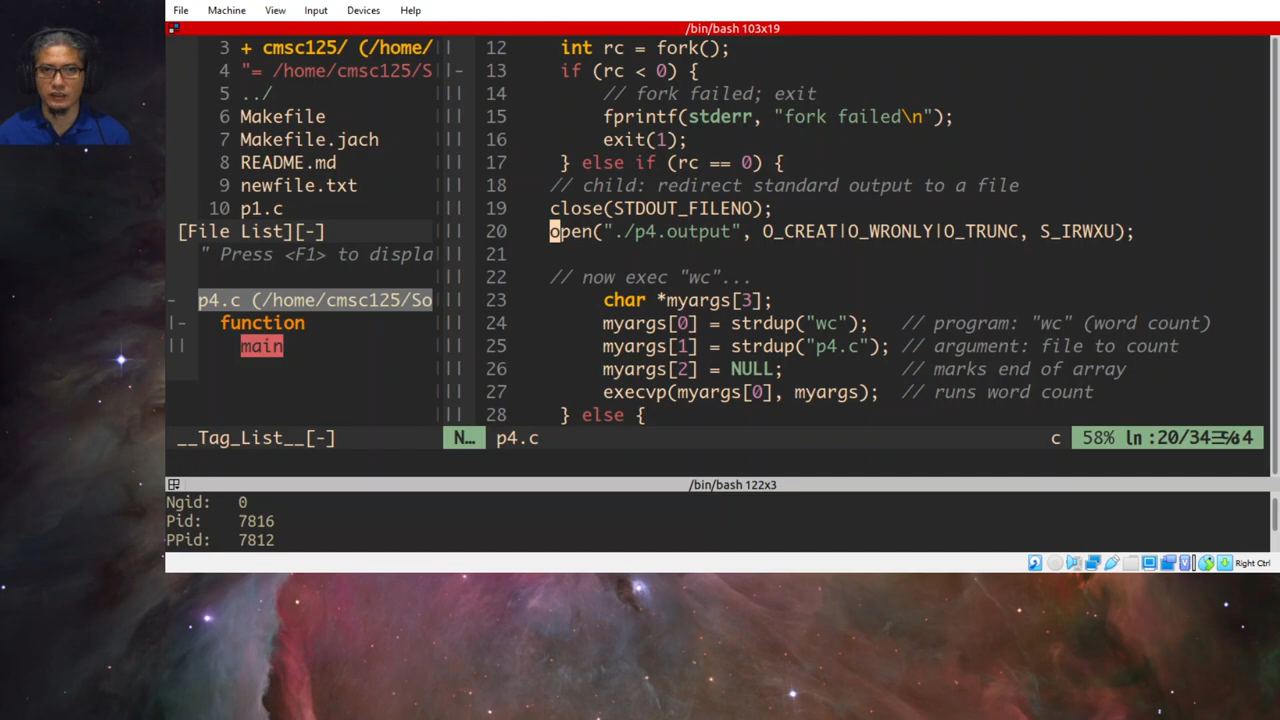 File Machine View Input Devices Help
/bin/bash 103x19
3 + cmsc125/ (/home/
4 "= /home/cmsc125/S
5 ../
6 Makefile
7 Makefile.jach
8 README.md
9 newfile.txt
10 p1.c
[File List][-]
" Press <F1> to displa
- p4.c (/home/cmsc125/So
|- function
|| main
__Tag_List__[-]
12 int rc = fork();
13 if (rc < 0) {
14 // fork failed; exit
15 fprintf(stderr, "fork failed\n");
16 exit(1);
17 } else if (rc == 0) {
18 // child: redirect standard output to a file
19 close(STDOUT_FILENO);
20 open("./p4.output", O_CREAT|O_WRONLY|O_TRUNC, S_IRWXU);
21
22 // now exec "wc"...
23 char *myargs[3];
24 myargs[0] = strdup("wc"); // program: "wc" (word count)
25 myargs[1] = strdup("p4.c"); // argument: file to count
26 myargs[2] = NULL; // marks end of array
27 execvp(myargs[0], myargs); // runs word count
28 } else {
N… p4.c c 58% ln :20/34
/bin/bash 122x3
Ngid: 0
Pid: 7816
PPid: 7812
Right Ctrl